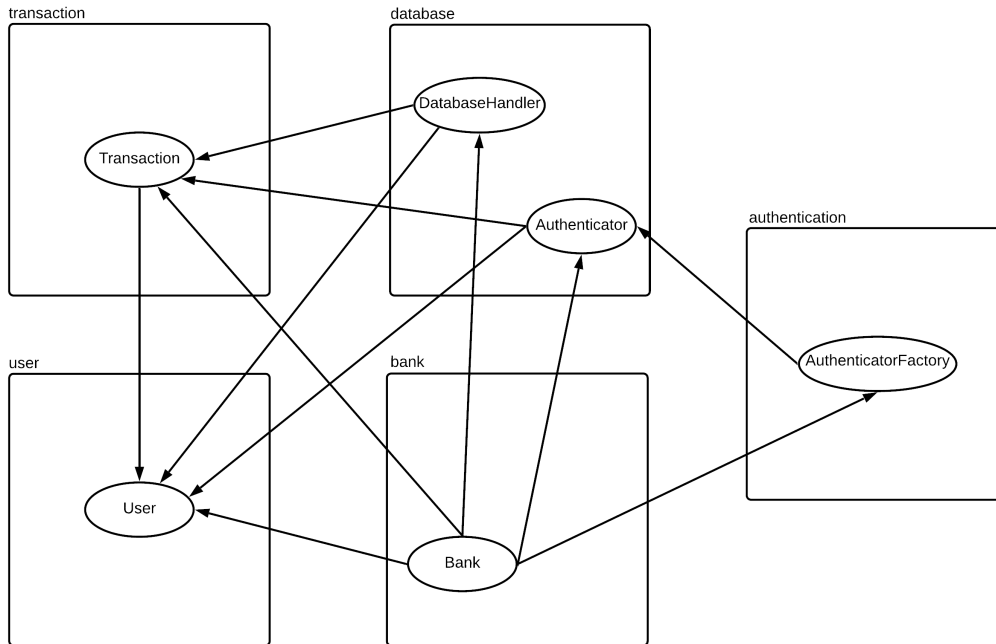 transaction
database
DatabaseHandler
Transaction
Authenticator
authentication
AuthenticatorFactory
user
bank
User
Bank